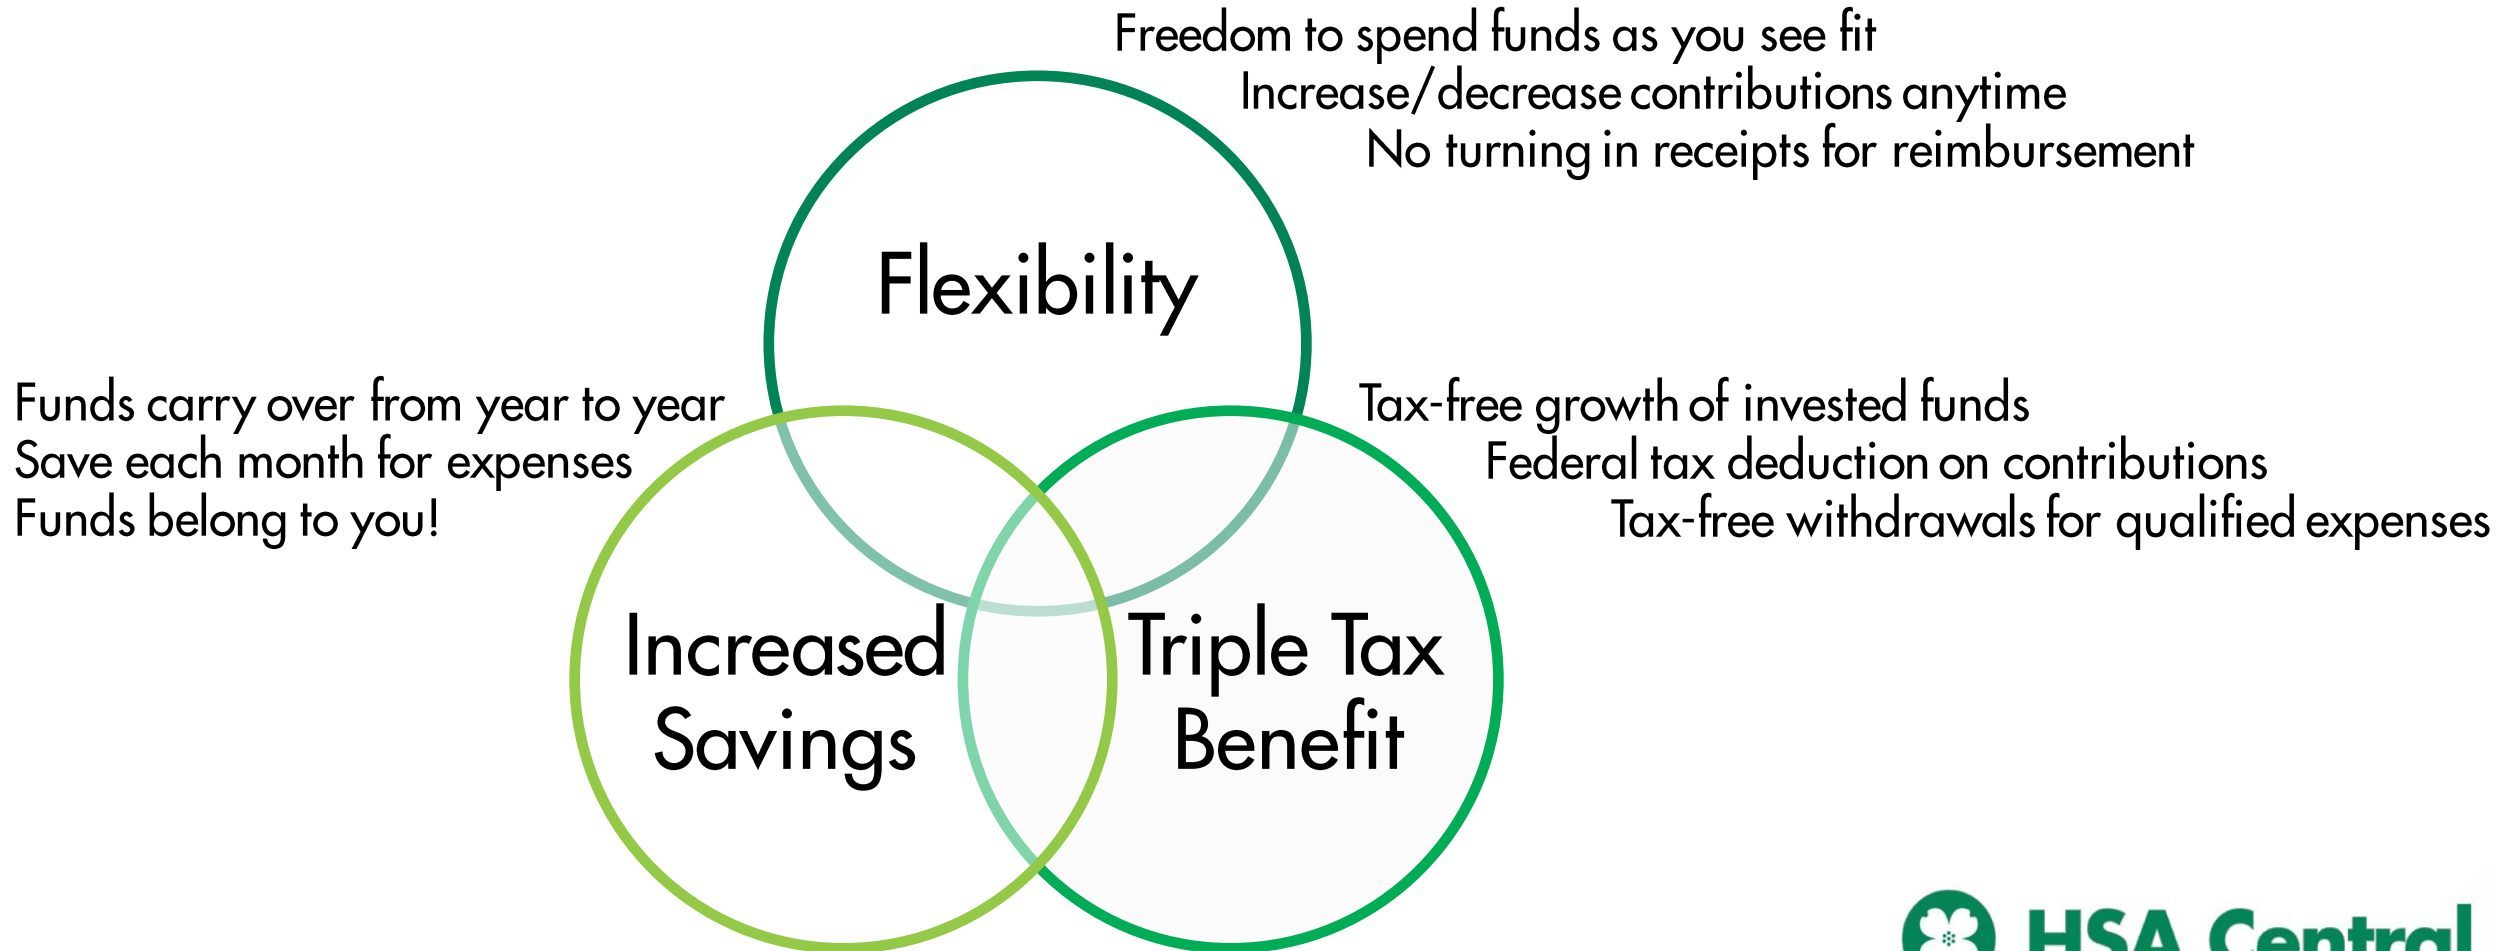 Freedom to spend funds as you see fit
Increase/decrease contributions anytime
No turning in receipts for reimbursement
Flexibility
Funds carry over from year to year
Save each month for expenses
Funds belong to you!
Tax-free growth of invested funds
Federal tax deduction on contributions
Tax-free withdrawals for qualified expenses
Increased
Savings
Triple Tax
Benefit
HSA Central